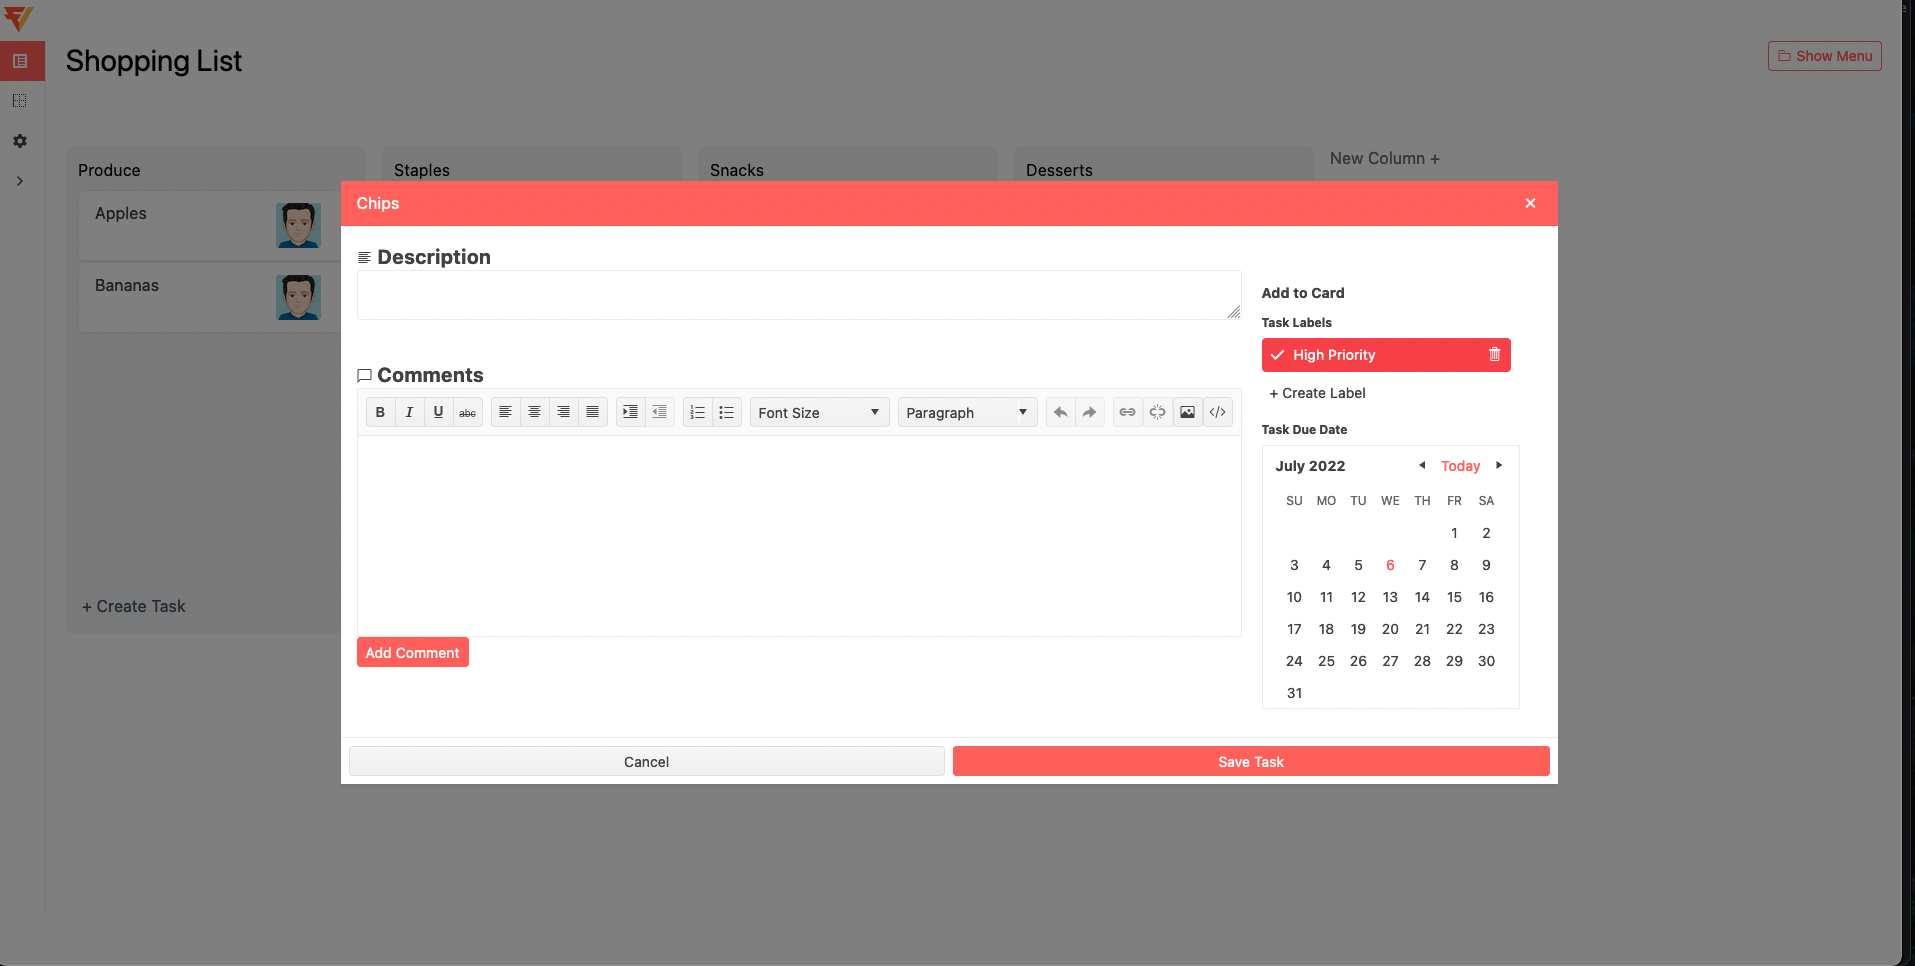 Shopping List
Show Menu
Produce
Staples
Snacks
Desserts
New Column +
Apples
Bananas
+ Create Task
Chips
Description
Comments
B I U abc
Font Size
Paragraph
Add Comment
Add to Card
Task Labels
High Priority
+ Create Label
Task Due Date
July 2022
Today
SU MO TU WE TH FR SA
1 2
3 4 5 6 7 8 9
10 11 12 13 14 15 16
17 18 19 20 21 22 23
24 25 26 27 28 29 30
31
Cancel
Save Task